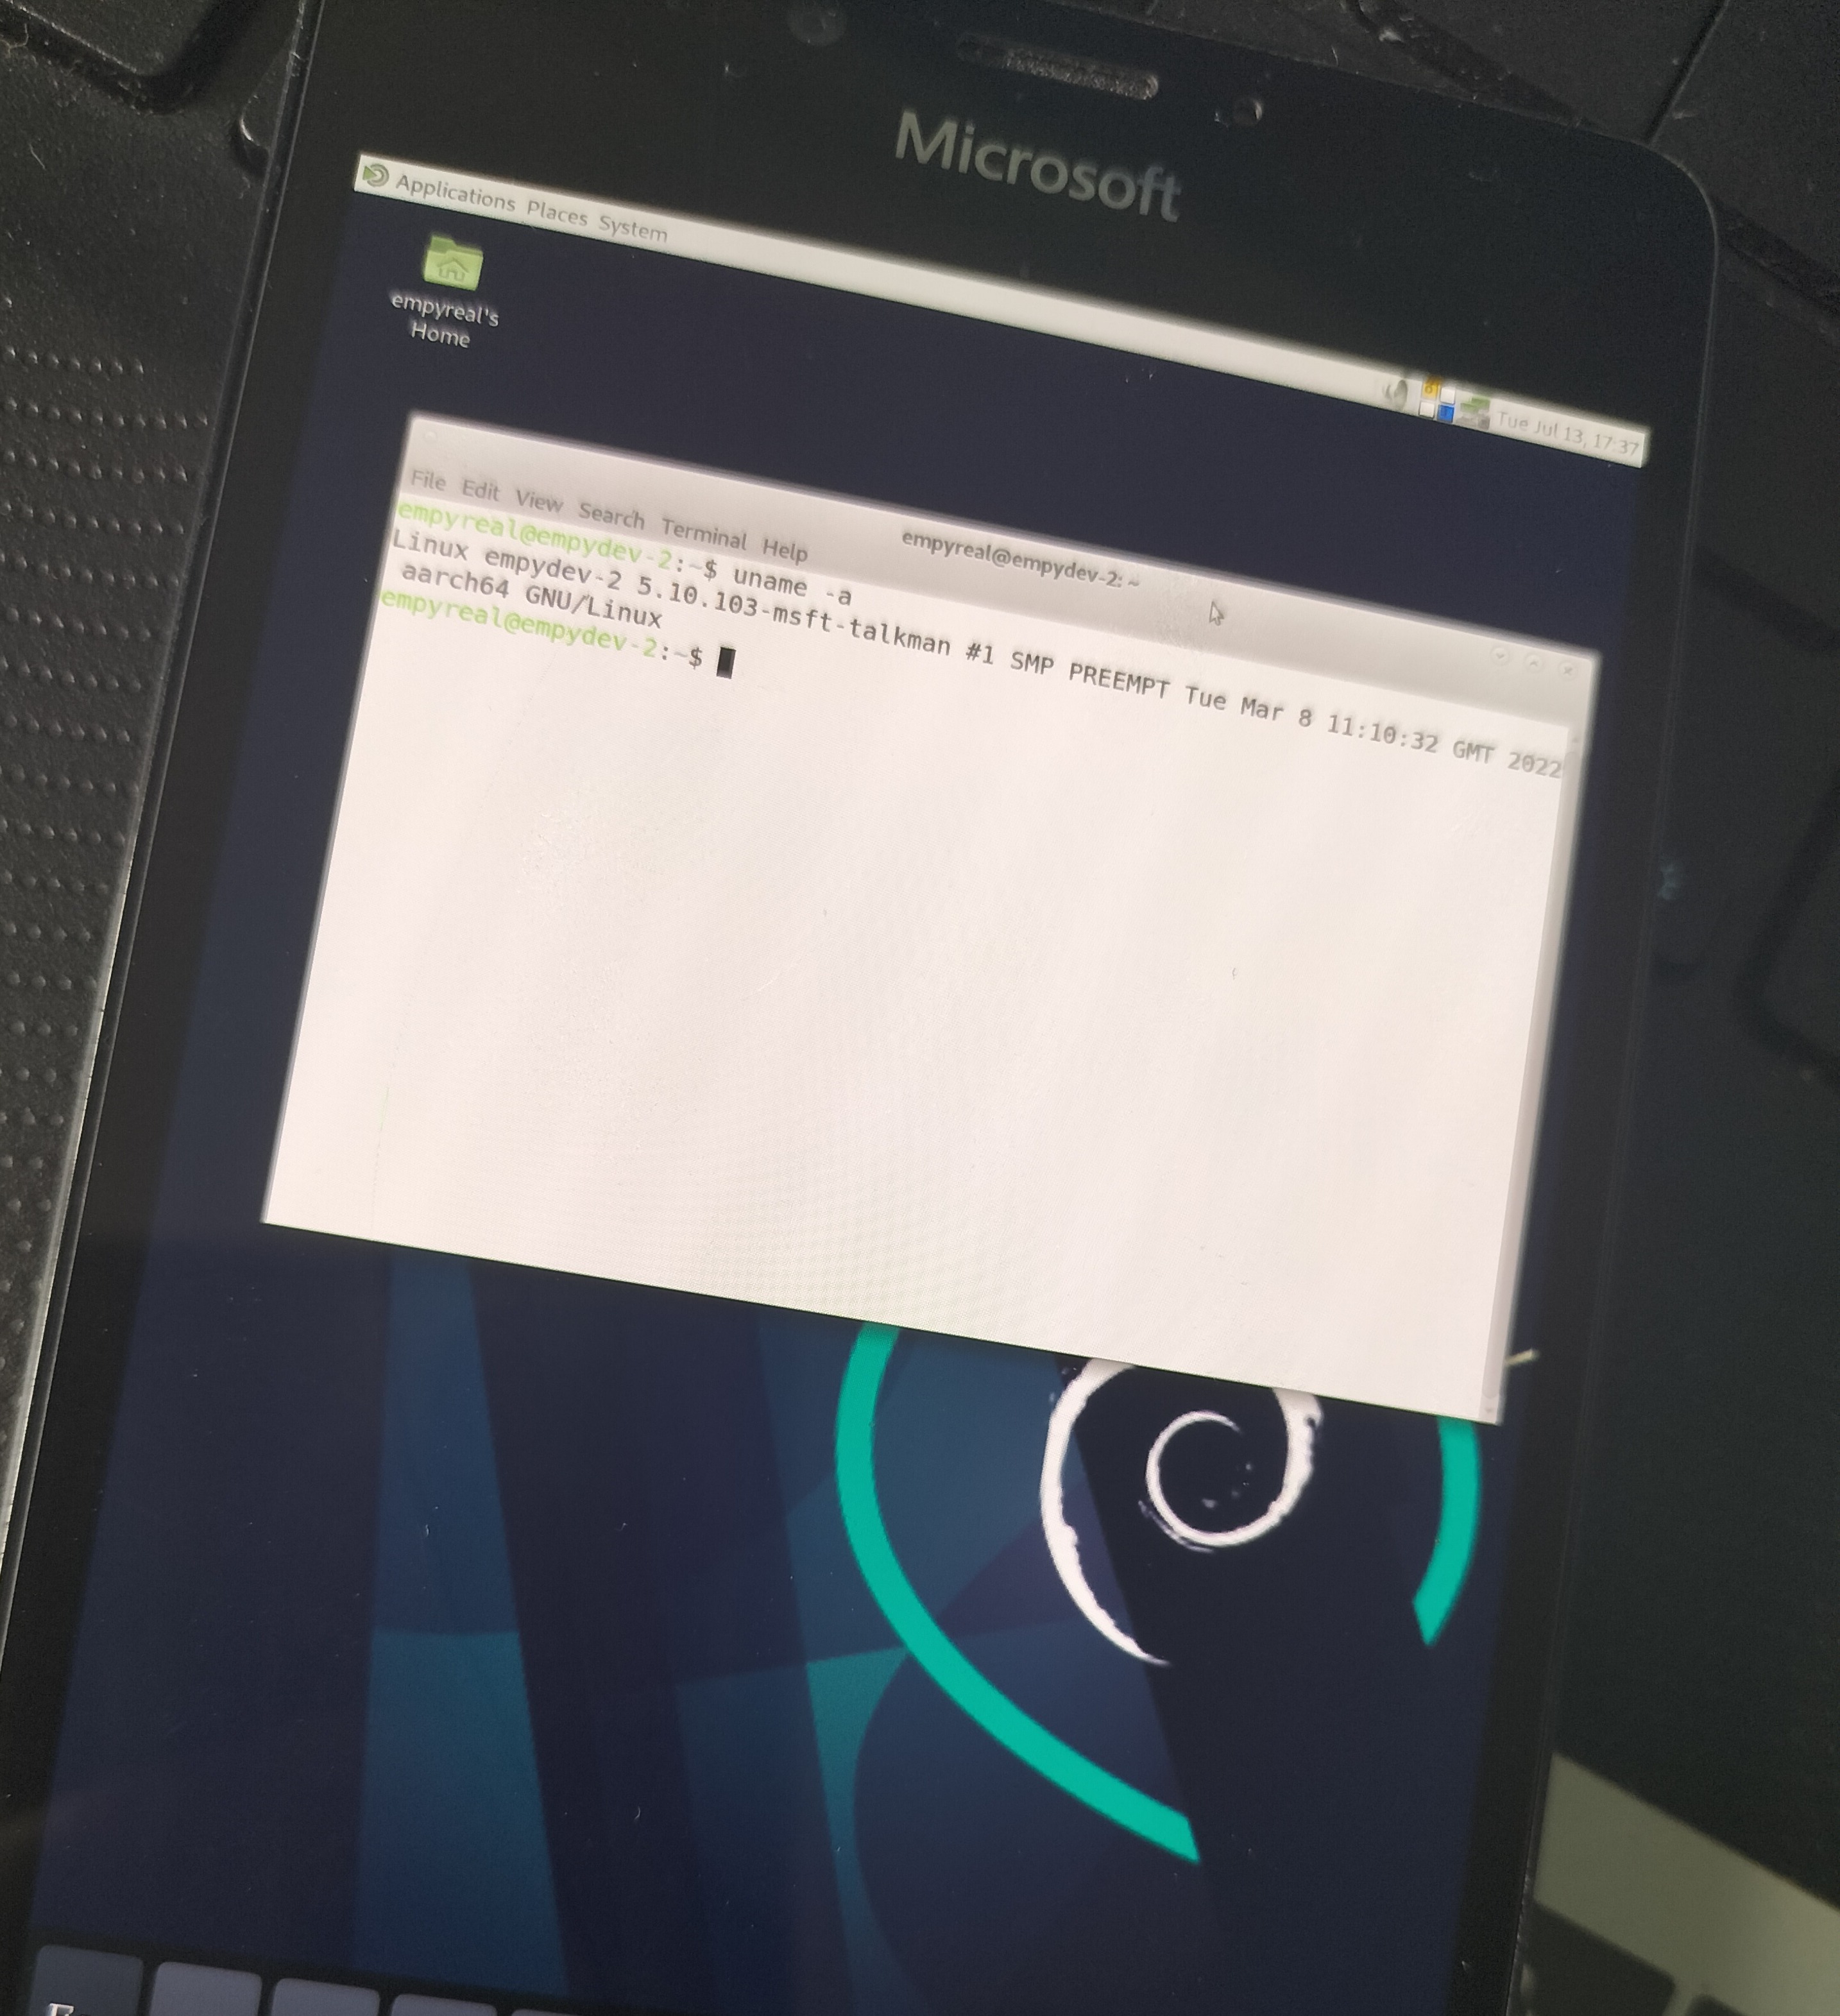 Microsoft
Applications Places System
Tue Jul 13, 17:37
empyreal's
Home
empyreal@empydev-2: ~
File Edit View Search Terminal Help
empyreal@empydev-2:~$ uname -a
Linux empydev-2 5.10.103-msft-talkman #1 SMP PREEMPT Tue Mar 8 11:10:32 GMT 2022
aarch64 GNU/Linux
empyreal@empydev-2:~$